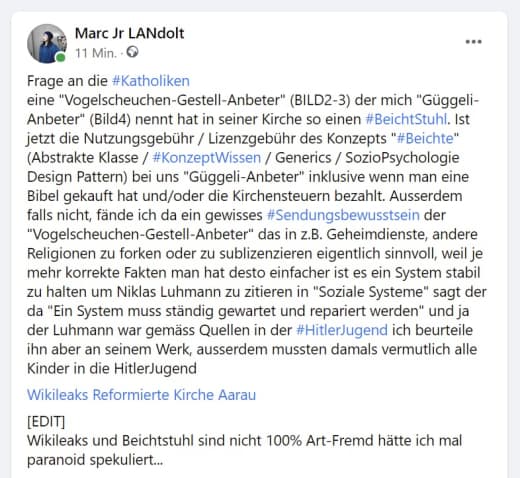 Marc Jr LANdolt
11 Min. ·
Frage an die #Katholiken
eine "Vogelscheuchen-Gestell-Anbeter" (BILD2-3) der mich "Güggeli-
Anbeter" (Bild4) nennt hat in seiner Kirche so einen #BeichtStuhl. Ist
jetzt die Nutzungsgebühr / Lizenzgebühr des Konzepts "#Beichte"
(Abstrakte Klasse / #KonzeptWissen / Generics / SozioPsychologie
Design Pattern) bei uns "Güggeli-Anbeter" inklusive wenn man eine
Bibel gekauft hat und/oder die Kirchensteuern bezahlt. Ausserdem
falls nicht, fände ich da ein gewisses #Sendungsbewusstsein der
"Vogelscheuchen-Gestell-Anbeter" das in z.B. Geheimdienste, andere
Religionen zu forken oder zu sublizenzieren eigentlich sinnvoll, weil je
mehr korrekte Fakten man hat desto einfacher ist es ein System stabil
zu halten um Niklas Luhmann zu zitieren in "Soziale Systeme" sagt der
da "Ein System muss ständig gewartet und repariert werden" und ja
der Luhmann war gemäss Quellen in der #HitlerJugend ich beurteile
ihn aber an seinem Werk, ausserdem mussten damals vermutlich alle
Kinder in die HitlerJugend
Wikileaks Reformierte Kirche Aarau
[EDIT]
Wikileaks und Beichtstuhl sind nicht 100% Art-Fremd hätte ich mal
paranoid spekuliert...